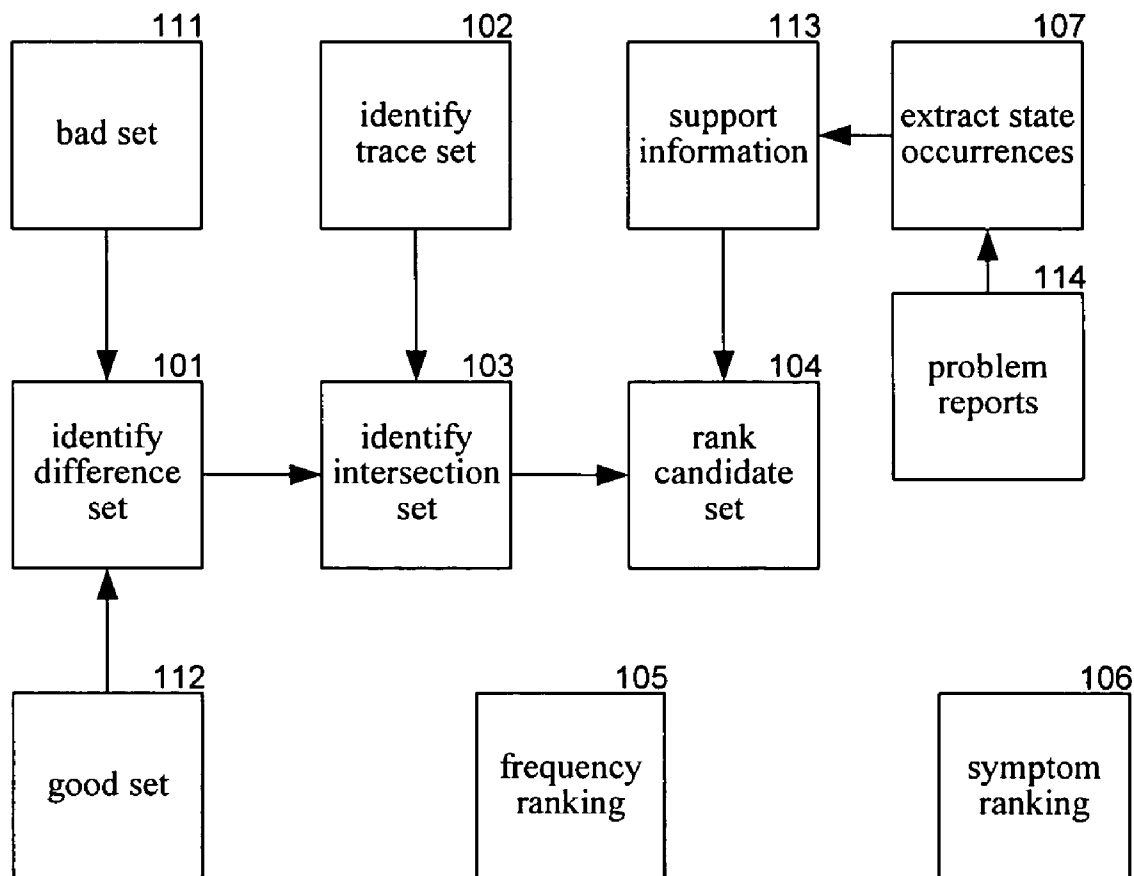 111
bad set
102
identify
trace set
113
support
information
107
extract state
occurrences
114
problem
reports
101
identify
difference
set
103
identify
intersection
set
104
rank
candidate
set
112
good set
105
frequency
ranking
106
symptom
ranking